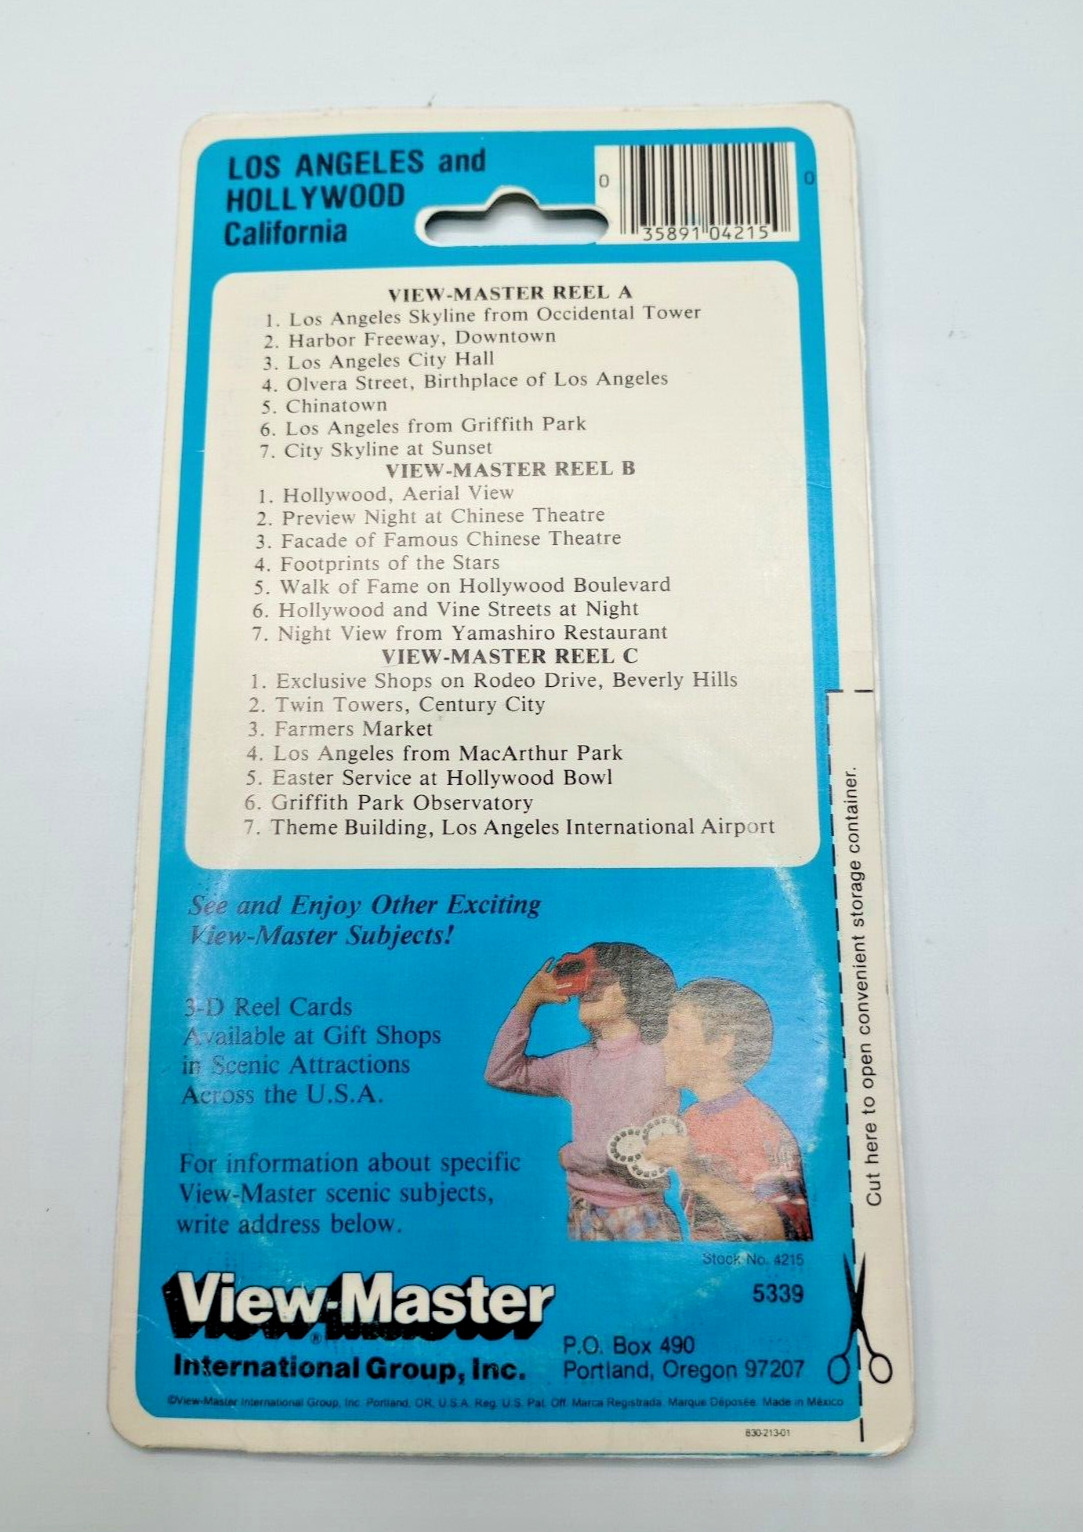 LOS ANGELES and
HOLLYWOOD
California
0
35891 04215
0
VIEW-MASTER REEL A
1. Los Angeles Skyline from Occidental Tower
2. Harbor Freeway, Downtown
3. Los Angeles City Hall
4. Olvera Street, Birthplace of Los Angeles
5. Chinatown
6. Los Angeles from Griffith Park
7. City Skyline at Sunset
VIEW-MASTER REEL B
1. Hollywood, Aerial View
2. Preview Night at Chinese Theatre
3. Facade of Famous Chinese Theatre
4. Footprints of the Stars
5. Walk of Fame on Hollywood Boulevard
6. Hollywood and Vine Streets at Night
7. Night View from Yamashiro Restaurant
VIEW-MASTER REEL C
1. Exclusive Shops on Rodeo Drive, Beverly Hills
2. Twin Towers, Century City
3. Farmers Market
4. Los Angeles from MacArthur Park
5. Easter Service at Hollywood Bowl
6. Griffith Park Observatory
7. Theme Building, Los Angeles International Airport
Cut here to open convenient storage container.
See and Enjoy Other Exciting
View-Master Subjects!
3-D Reel Cards
Available at Gift Shops
in Scenic Attractions
Across the U.S.A.
For information about specific
View-Master scenic subjects,
write address below.
Stock No. 4215
5339
View-Master®
International Group, Inc.
P.O. Box 490
Portland, Oregon 97207
©View-Master International Group, Inc. Portland, OR, U.S.A. Reg. U.S. Pat. Off. Marca Registrada. Marque Déposée. Made in México
830-213-01